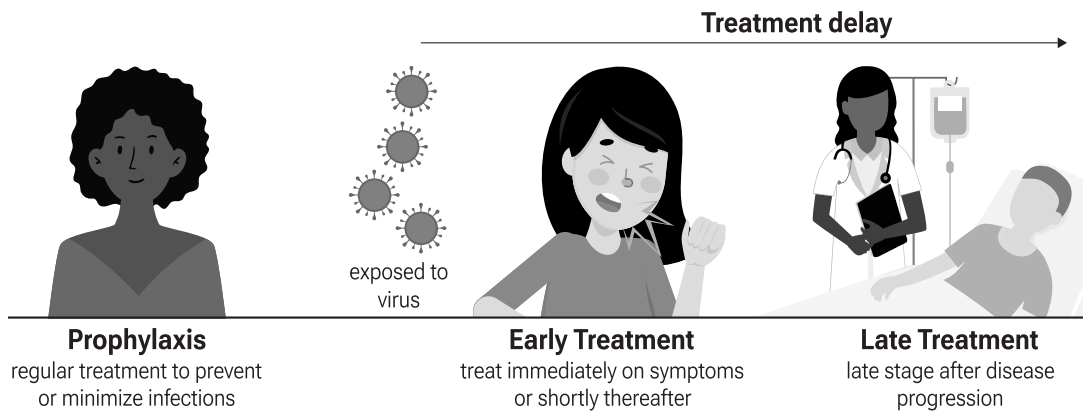 Treatment delay
exposed to
virus
Prophylaxis
regular treatment to prevent
or minimize infections
Early Treatment
treat immediately on symptoms
or shortly thereafter
Late Treatment
late stage after disease
progression